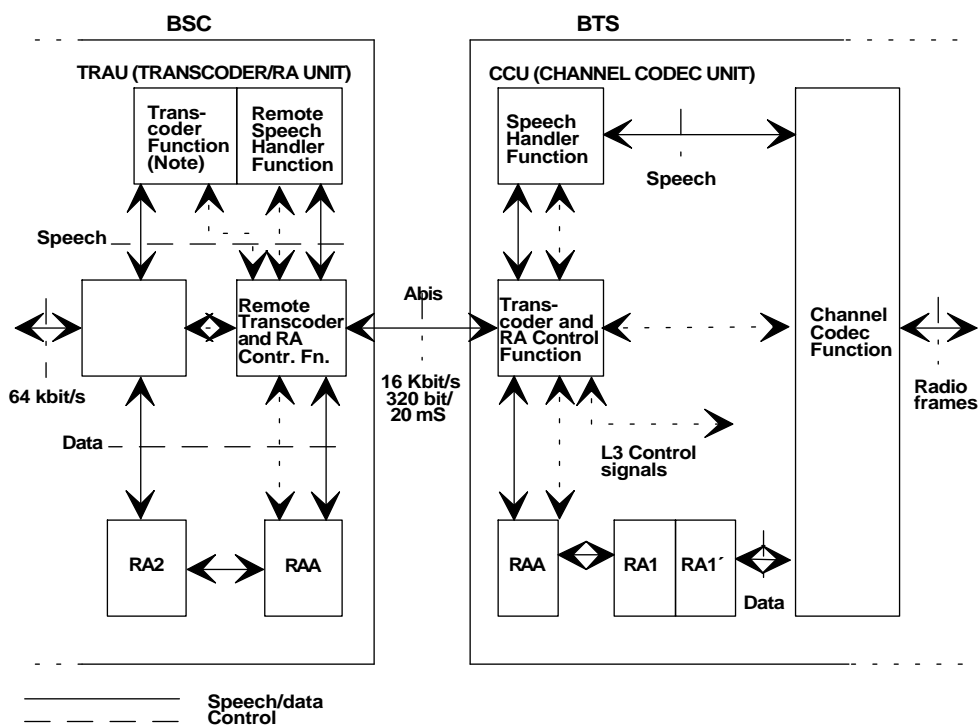 BSC
BTS
TRAU (TRANSCODER/RA UNIT)
CCU (CHANNEL CODEC UNIT)
Trans-
coder
Function
(Note)
Remote
Speech
Handler
Function
Speech
Handler
Function
Speech
Speech
Remote
Transcoder
and RA
Contr. Fn.
Abis
Trans-
coder and
RA Control
Function
Channel
Codec
Function
64 kbit/s
16 Kbit/s
320 bit/
20 mS
Radio
frames
Data
L3 Control
signals
RA2
RAA
RAA
RA1
RA1´
Data
Speech/data
Control